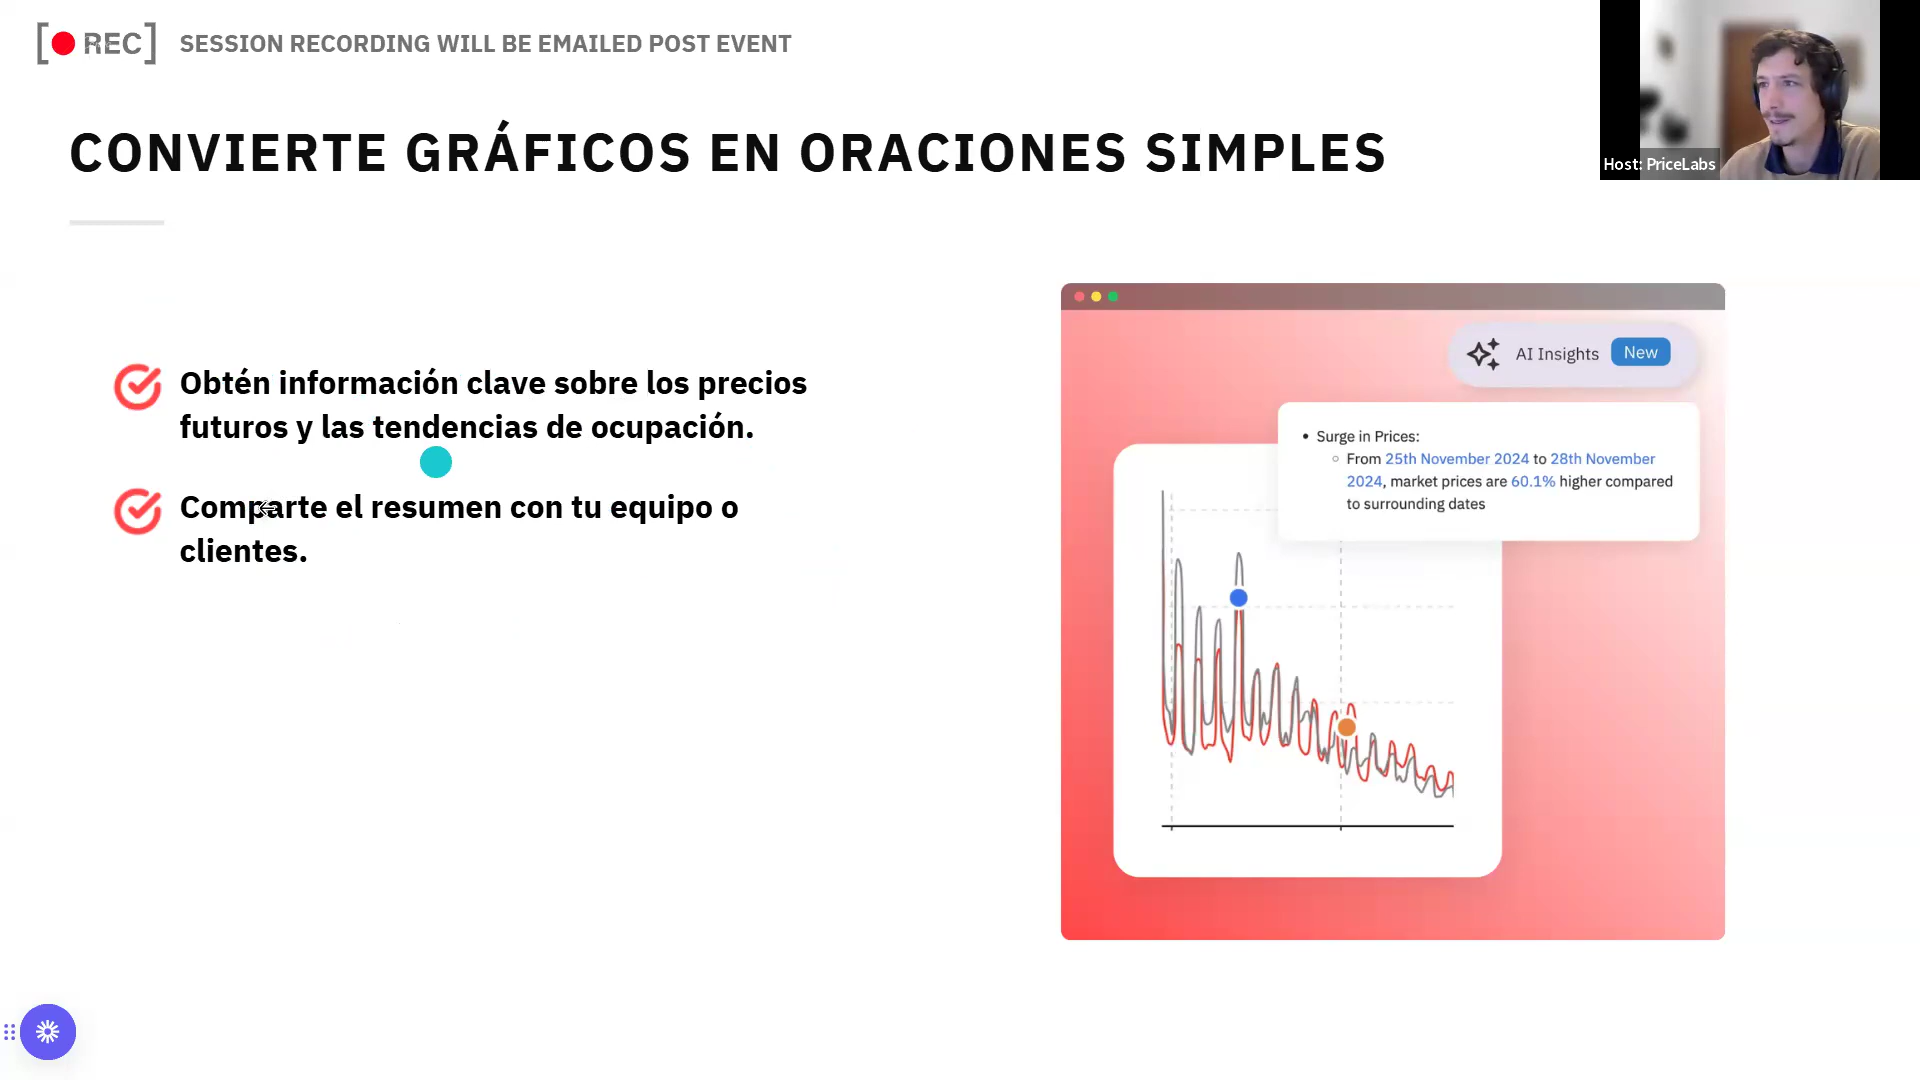 REC
SESSION RECORDING WILL BE EMAILED POST EVENT
Host: PriceLabs
CONVIERTE GRÁFICOS EN ORACIONES SIMPLES
Obtén información clave sobre los precios
futuros y las tendencias de ocupación.
Comparte el resumen con tu equipo o
clientes.
AI Insights New
• Surge in Prices:
From 25th November 2024 to 28th November
2024, market prices are 60.1% higher compared
to surrounding dates